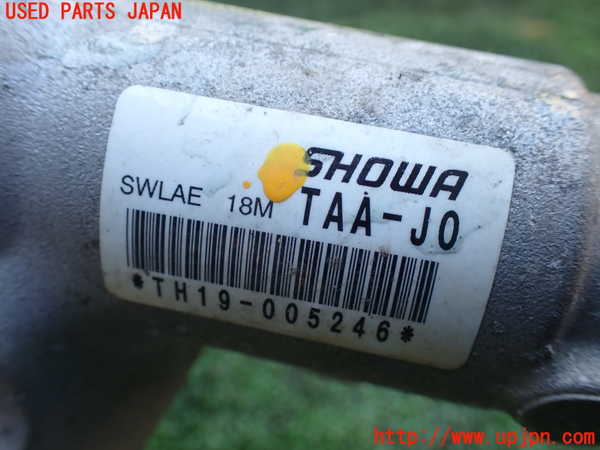 USED PARTS JAPAN
SHOWA
SWLAE 18M TAA-J0
*TH19-005246*
http://www.upjpn.com